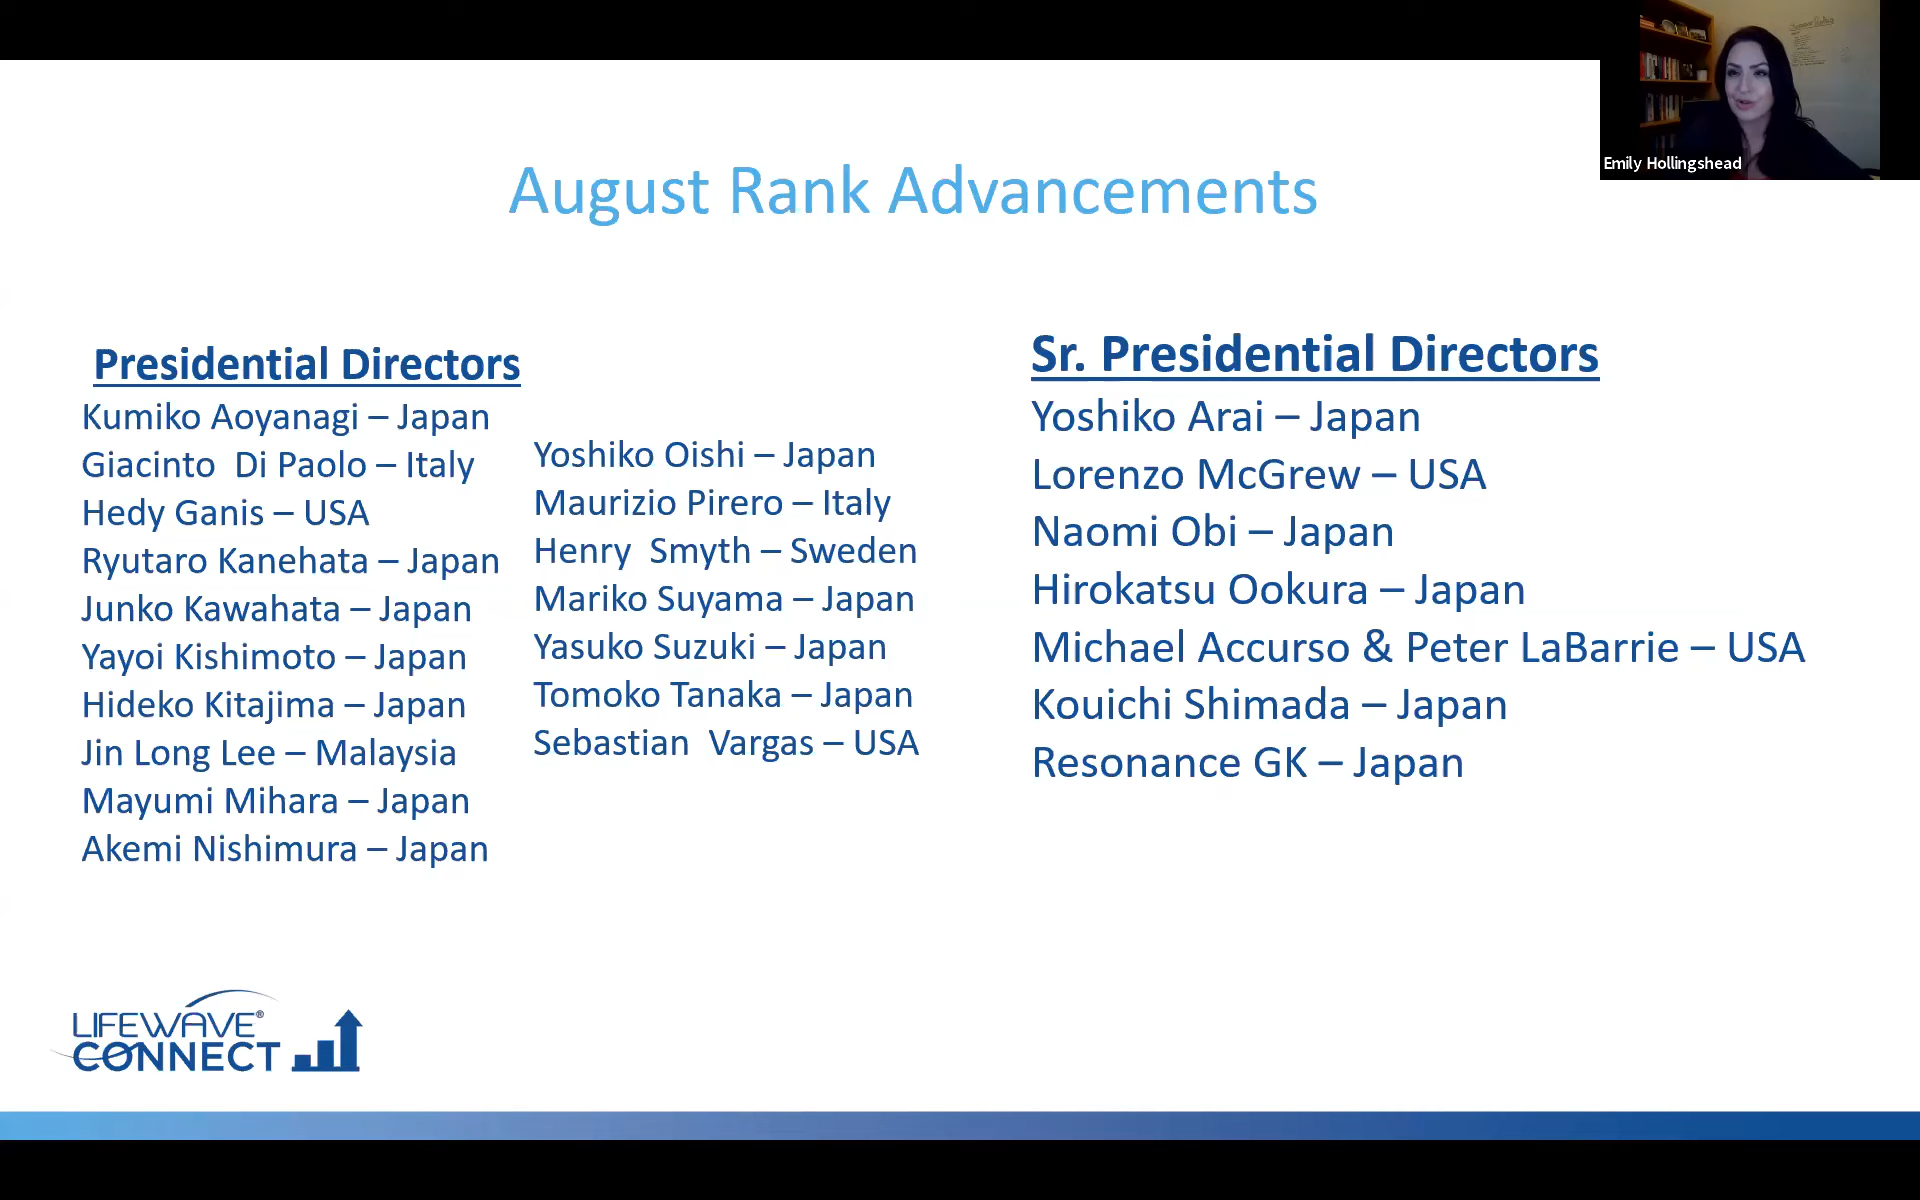 Emily Hollingshead
August Rank Advancements
Presidential Directors
Kumiko Aoyanagi – Japan
Giacinto  Di Paolo – Italy
Hedy Ganis – USA
Ryutaro Kanehata – Japan
Junko Kawahata – Japan
Yayoi Kishimoto – Japan
Hideko Kitajima – Japan
Jin Long Lee – Malaysia
Mayumi Mihara – Japan
Akemi Nishimura – Japan
Yoshiko Oishi – Japan
Maurizio Pirero – Italy
Henry  Smyth – Sweden
Mariko Suyama – Japan
Yasuko Suzuki – Japan
Tomoko Tanaka – Japan
Sebastian  Vargas – USA
Sr. Presidential Directors
Yoshiko Arai – Japan
Lorenzo McGrew – USA
Naomi Obi – Japan
Hirokatsu Ookura – Japan
Michael Accurso & Peter LaBarrie – USA
Kouichi Shimada – Japan
Resonance GK – Japan
LIFEWAVE®
CONNECT